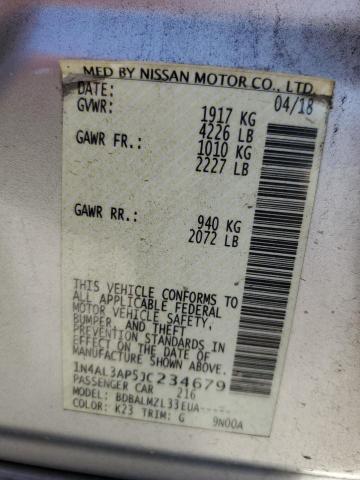 MFD BY NISSAN MOTOR CO., LTD.
DATE: 04/18
GVWR: 1917 KG
4226 LB
GAWR FR.: 1010 KG
2227 LB
GAWR RR.: 940 KG
2072 LB
THIS VEHICLE CONFORMS TO
ALL APPLICABLE FEDERAL
MOTOR VEHICLE SAFETY,
BUMPER, AND THEFT
PREVENTION STANDARDS IN
EFFECT ON THE DATE OF
MANUFACTURE SHOWN ABOVE.
1N4AL3AP5JC234679
PASSENGER CAR 216
MODEL: BDBALMZL33EUA-----
COLOR: K23 TRIM: G 9N00A